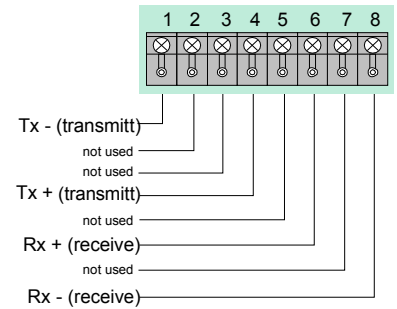 1 2 3 4 5 6 7 8
Tx - (transmitt)
not used
not used
Tx + (transmitt)
not used
Rx + (receive)
not used
Rx - (receive)